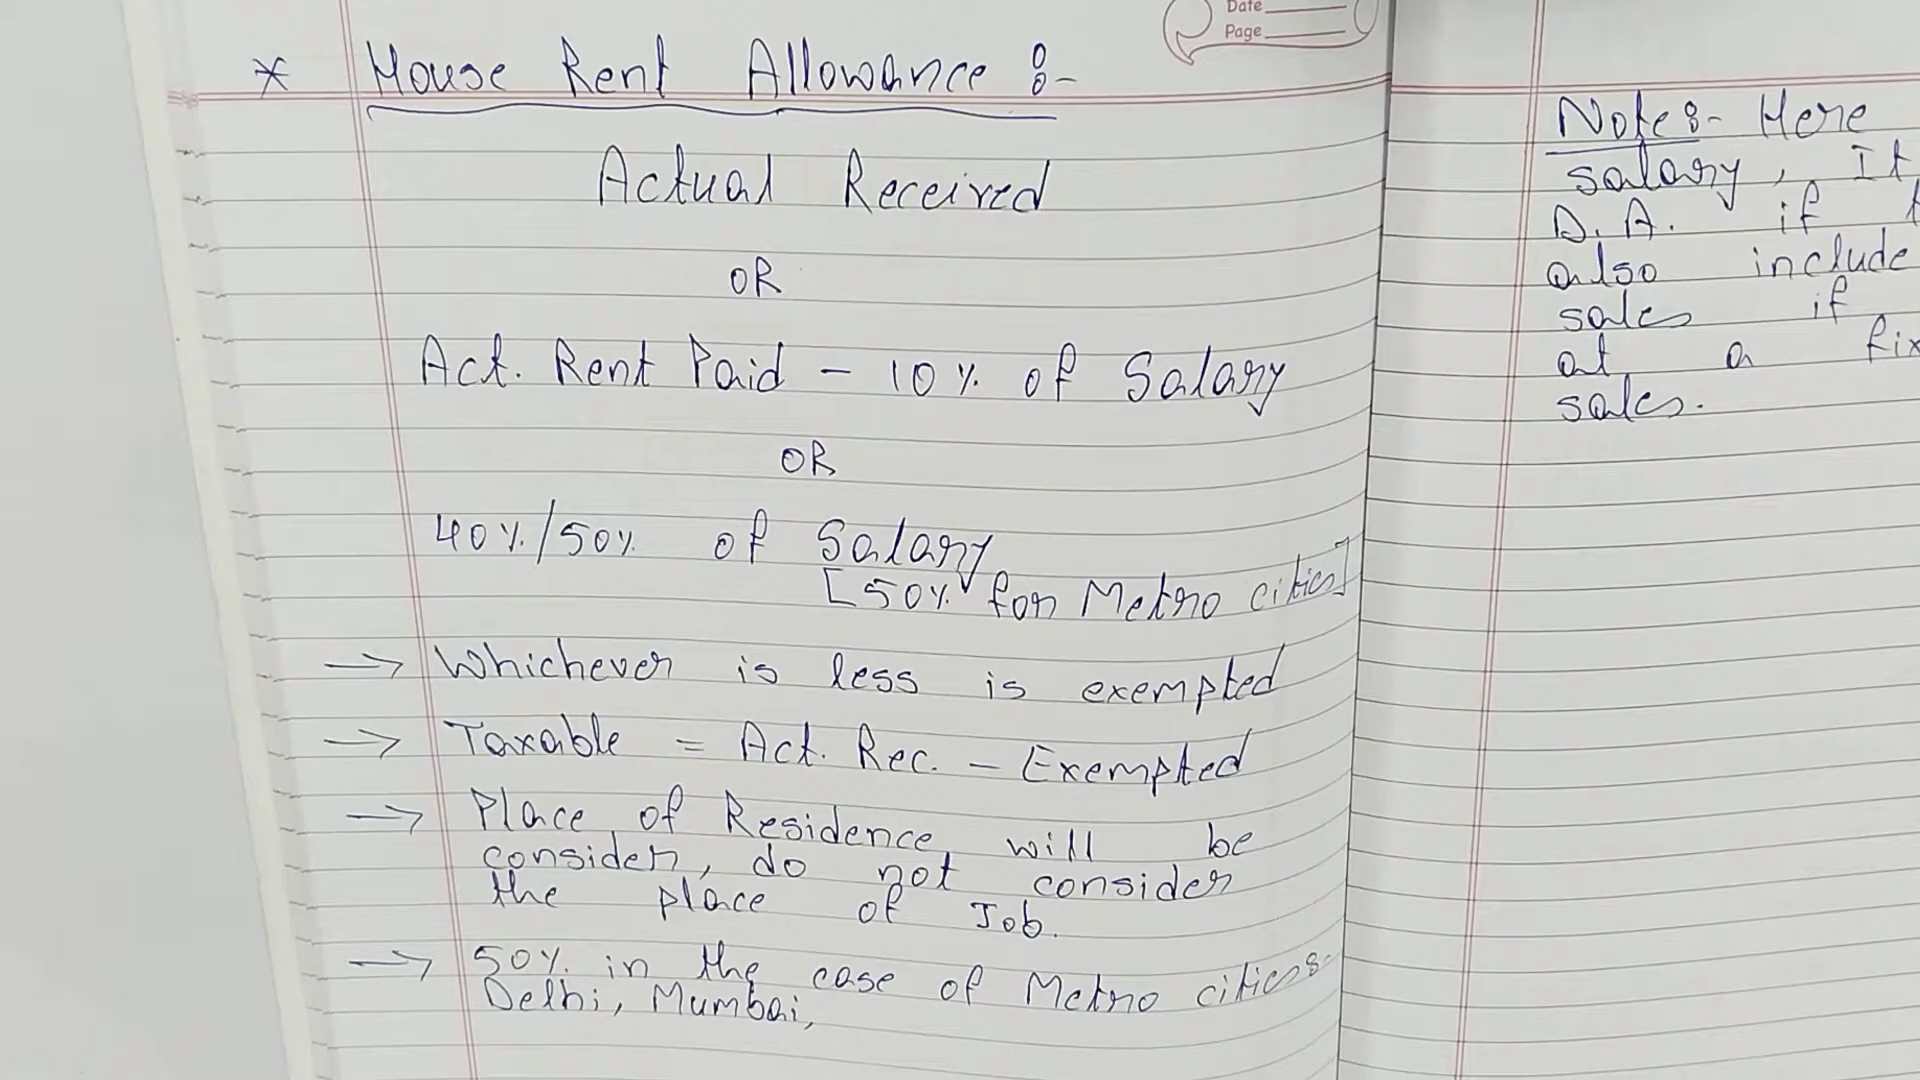 Date
Page
* House Rent Allowance :-
Actual Received
OR
Act. Rent Paid - 10% of Salary
OR
40%/50% of Salary
[50% for Metro cities]
→ Whichever is less is exempted
→ Taxable = Act. Rec. - Exempted
→ Place of Residence will be
consider, do not consider
the place of Job.
→ 50% in the case of Metro cities:-
Delhi, Mumbai,
Note:- Here
salary, It
D.A. if
also include
sales if
at a fix
sales.